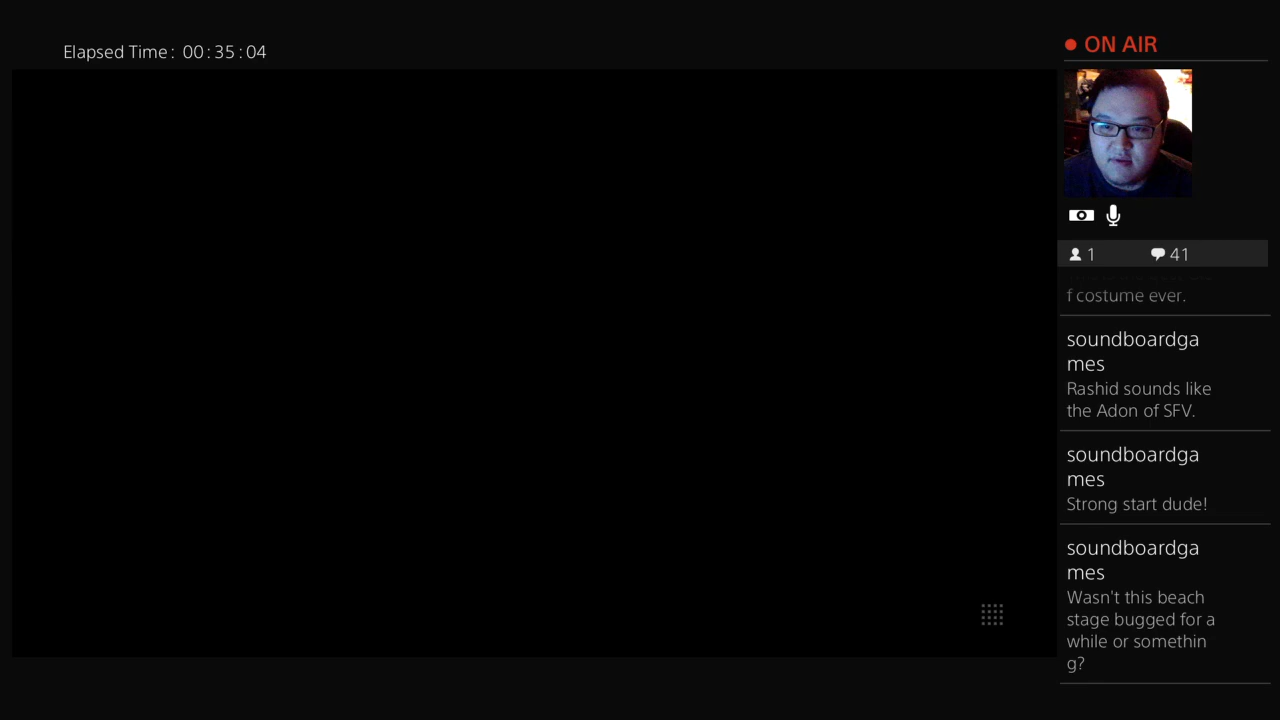 Elapsed Time: 00:35:04
ON AIR
1 41
f costume ever.
soundboardga
mes
Rashid sounds like
the Adon of SFV.
soundboardga
mes
Strong start dude!
soundboardga
mes
Wasn't this beach
stage bugged for a
while or somethin
g?